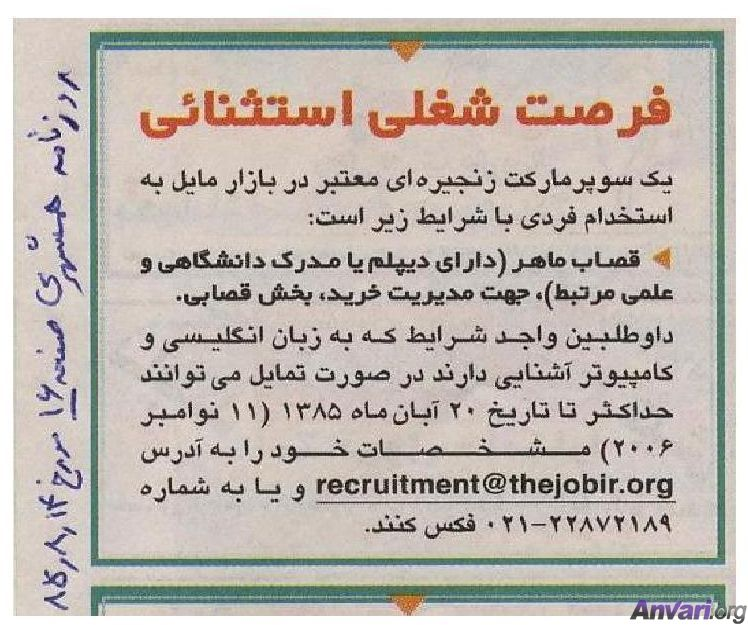 فرصت شغلی استثنائی
یک سوپرمارکت زنجیره‌ای معتبر در بازار مایل به
استخدام فردی با شرایط زیر است:
قصاب ماهر (دارای دیپلم یا مدرک دانشگاهی و
علمی مرتبط)، جهت مدیریت خرید، بخش قصابی.
داوطلبین واجد شرایط که به زبان انگلیسی و
کامپیوتر آشنایی دارند در صورت تمایل می‌توانند
حداکثر تا تاریخ ۲۰ آبان ماه ۱۳۸۵ (۱۱ نوامبر
۲۰۰۶) مشخصات خود را به آدرس
recruitment@thejobir.org و یا به شماره
۰۲۱-۲۲۸۷۲۱۸۹ فکس کنند.
روزنامه همشهری صفحه ۱۶ مورخ ۱۴ر۸ر۸۵
Anvari.org